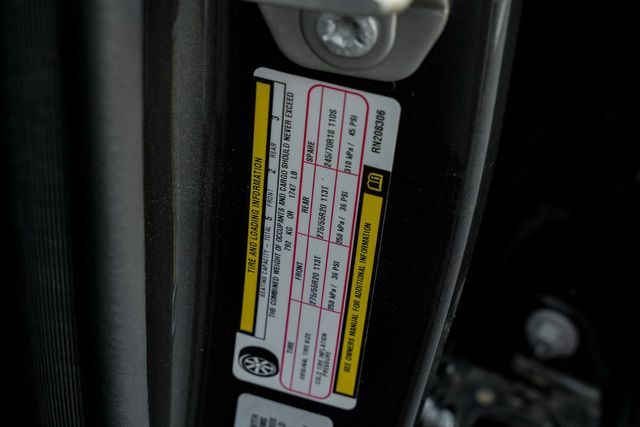 TIRE AND LOADING INFORMATION
SEATING CAPACITY - TOTAL 5 FRONT 2 REAR 3
THE COMBINED WEIGHT OF OCCUPANTS AND CARGO SHOULD NEVER EXCEED
792 KG OR 1747 LB
TIRE FRONT REAR SPARE
ORIGINAL TIRE SIZE 275/55R20 113T 275/55R20 113T 245/70R18 110S
COLD TIRE INFLATION
PRESSURE 250 kPa / 36 PSI 250 kPa / 36 PSI 310 kPa / 45 PSI
SEE OWNERS MANUAL FOR ADDITIONAL INFORMATION
RN208306